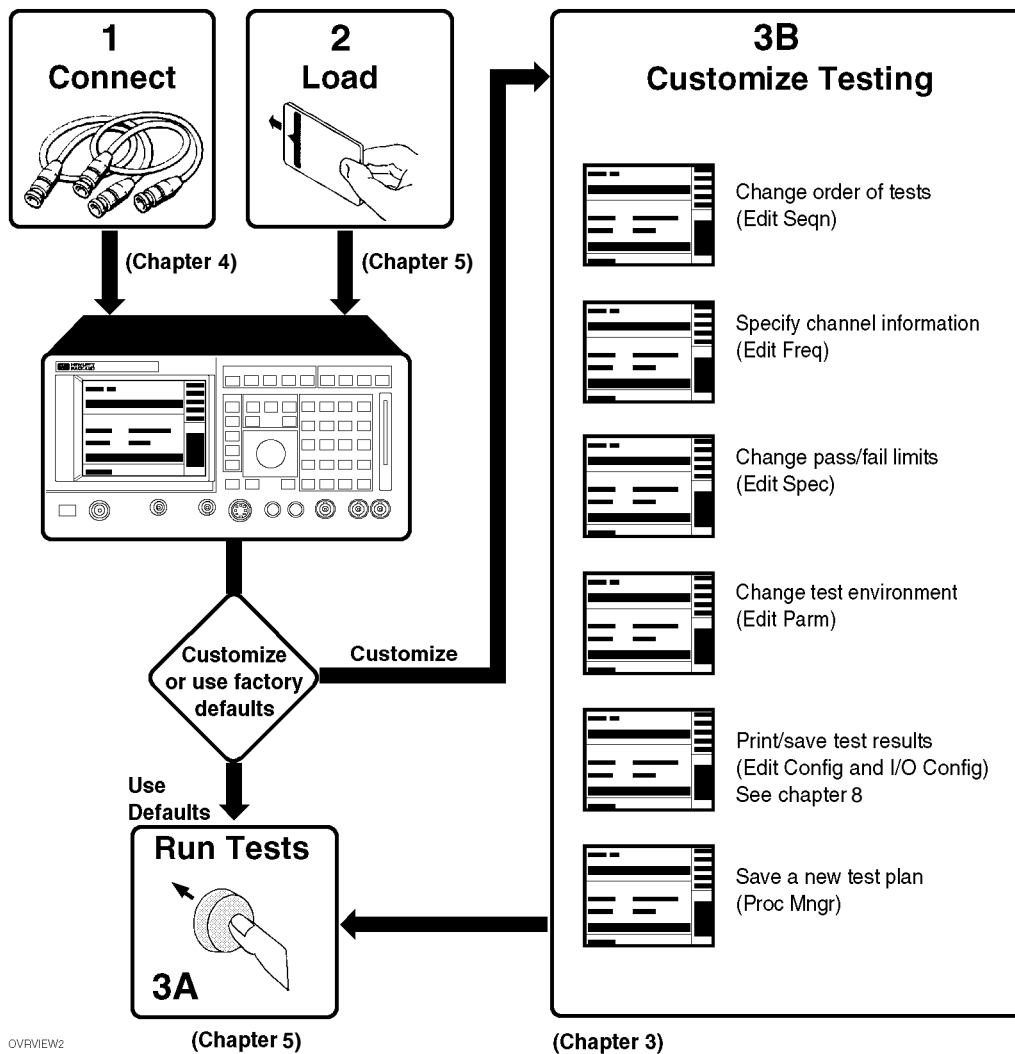 1
Connect
2
Load
(Chapter 4)
(Chapter 5)
HEWLETT
PACKARD
Customize
or use factory
defaults
Customize
Use
Defaults
Run Tests
3A
(Chapter 5)
3B
Customize Testing
Change order of tests
(Edit Seqn)
Specify channel information
(Edit Freq)
Change pass/fail limits
(Edit Spec)
Change test environment
(Edit Parm)
Print/save test results
(Edit Config and I/O Config)
See chapter 8
Save a new test plan
(Proc Mngr)
(Chapter 3)
OVRVIEW2